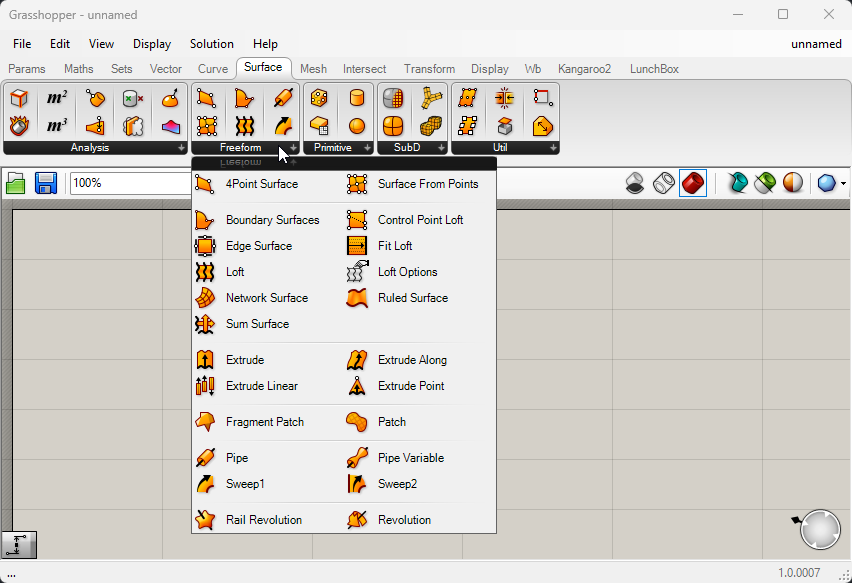 Grasshopper - unnamed
File Edit View Display Solution Help unnamed
Params Maths Sets Vector Curve Surface Mesh Intersect Transform Display Wb Kangaroo2 LunchBox
m²
m³
Analysis Freeform Primitive SubD Util
Freeform
100%
4Point Surface Surface From Points
Boundary Surfaces Control Point Loft
Edge Surface Fit Loft
Loft Loft Options
Network Surface Ruled Surface
Sum Surface
Extrude Extrude Along
Extrude Linear Extrude Point
Fragment Patch Patch
Pipe Pipe Variable
Sweep1 Sweep2
Rail Revolution Revolution
... 1.0.0007